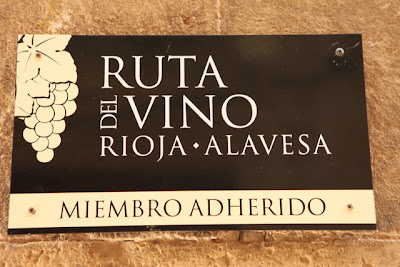 RUTA
DEL VINO
RIOJA · ALAVESA
MIEMBRO ADHERIDO